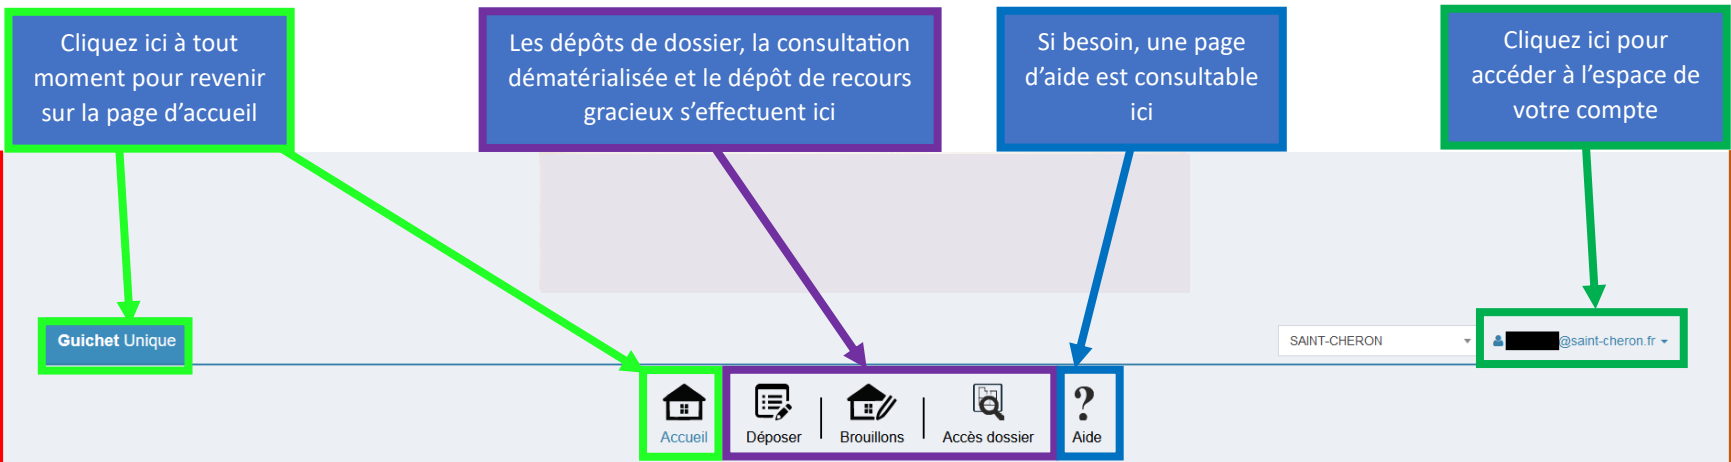 Cliquez ici à tout
moment pour revenir
sur la page d’accueil
Les dépôts de dossier, la consultation
dématérialisée et le dépôt de recours
gracieux s’effectuent ici
Si besoin, une page
d’aide est consultable
ici
Cliquez ici pour
accéder à l’espace de
votre compte
Guichet Unique
SAINT-CHERON
@saint-cheron.fr
Accueil
Déposer
Brouillons
Accès dossier
Aide